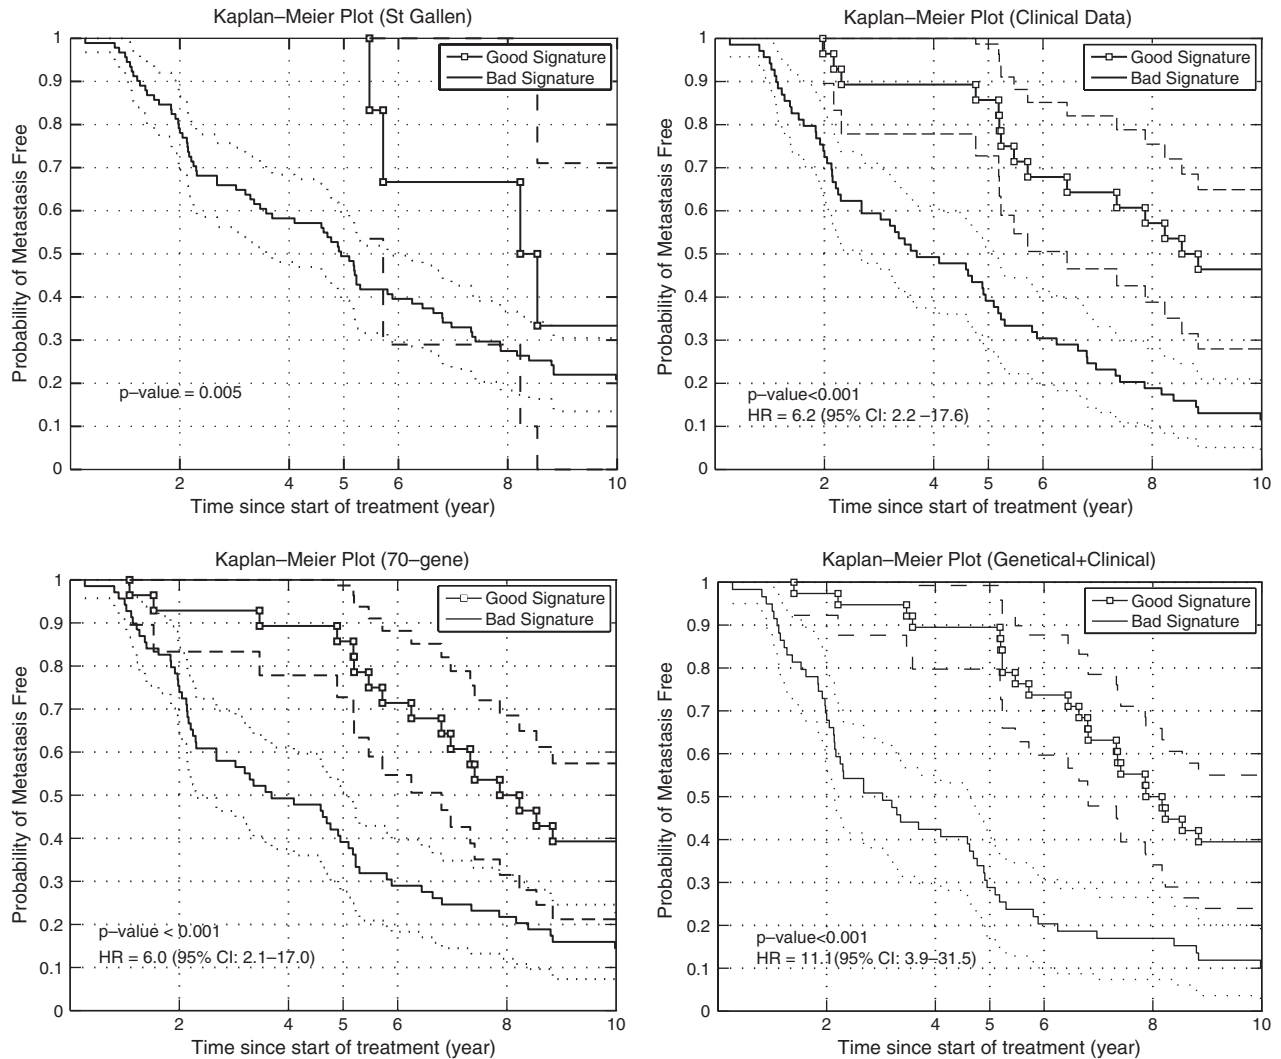 Kaplan–Meier Plot (St Gallen)
Probability of Metastasis Free
1
0.9
0.8
0.7
0.6
0.5
0.4
0.3
0.2
0.1
0
Good Signature
Bad Signature
p–value = 0.005
2
4
5
6
8
10
Time since start of treatment (year)
Kaplan–Meier Plot (Clinical Data)
Probability of Metastasis Free
1
0.9
0.8
0.7
0.6
0.5
0.4
0.3
0.2
0.1
0
Good Signature
Bad Signature
p–value<0.001
HR = 6.2 (95% CI: 2.2 –17.6)
2
4
5
6
8
10
Time since start of treatment (year)
Kaplan–Meier Plot (70–gene)
Probability of Metastasis Free
1
0.9
0.8
0.7
0.6
0.5
0.4
0.3
0.2
0.1
0
Good Signature
Bad Signature
p–value < 0.001
HR = 6.0 (95% CI: 2.1–17.0)
2
4
5
6
8
10
Time since start of treatment (year)
Kaplan–Meier Plot (Genetical+Clinical)
Probability of Metastasis Free
1
0.9
0.8
0.7
0.6
0.5
0.4
0.3
0.2
0.1
0
Good Signature
Bad Signature
p–value<0.001
HR = 11.1(95% CI: 3.9–31.5)
2
4
5
6
8
10
Time since start of treatment (year)